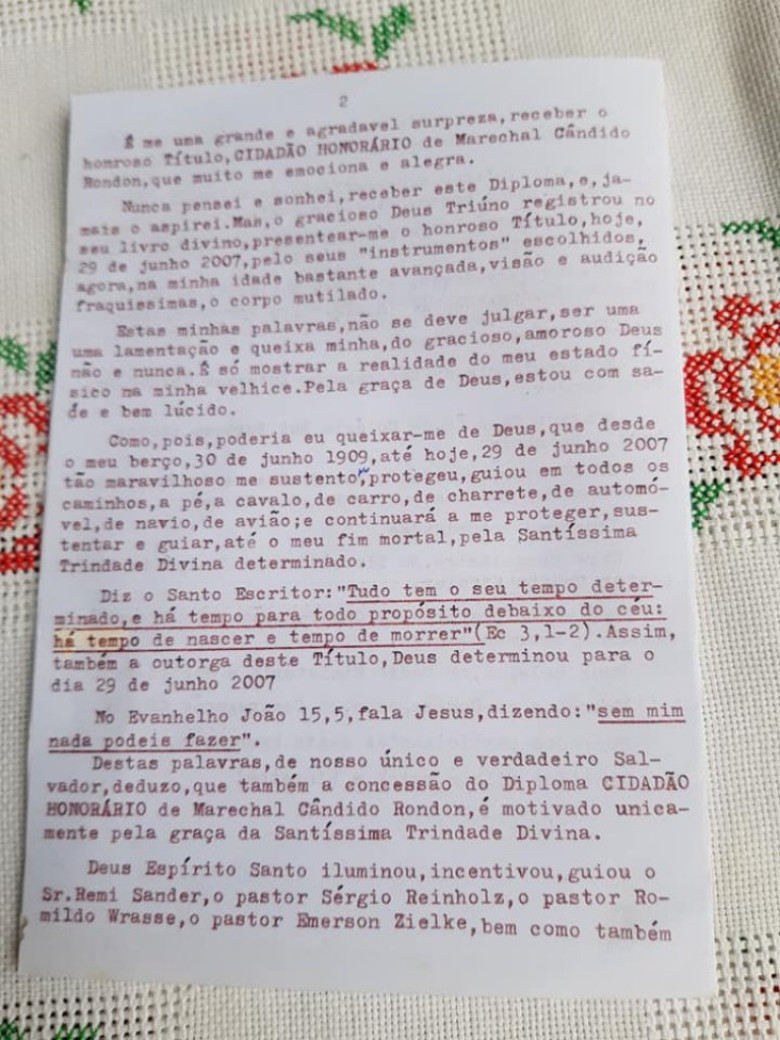 2
É me uma grande e agradavel surpreza,receber o
honroso Título,CIDADÃO HONORÁRIO de Marechal Cândido
Rondon,que muito me emociona e alegra.
Nunca pensei e sonhei,receber este Diploma,e,ja-
mais o aspirei.Mas,o gracioso Deus Triúno registrou no
seu livro divino,presentear-me o honroso Título,hoje,
29 de junho 2007,pelo seus "instrumentos" escolhidos,
agora,na minha idade bastante avançada,visão e audição
fraquissimas,o corpo mutilado.
Estas minhas palavras,não se deve julgar,ser uma
uma lamentação e queixa minha,do gracioso,amoroso Deus
não e nunca.É só mostrar a realidade do meu estado fí-
sico na minha velhice.Pela graça de Deus,estou com sa-
de e bem lúcido.
Como,pois,poderia eu queixar-me de Deus,que desde
o meu berço,30 de junho 1909,até hoje,29 de junho 2007
tão maravilhoso me sustentou,protegeu,guiou em todos os
caminhos,a pé,a cavalo,de carro,de charrete,de automó-
vel,de navio,de avião;e continuará a me proteger,sus-
tentar e guiar,até o meu fim mortal,pela Santíssima
Trindade Divina determinado.
Diz o Santo Escritor:"Tudo tem o seu tempo deter-
minado,e há tempo para todo propósito debaixo do céu:
há tempo de nascer e tempo de morrer"(Ec 3,1-2).Assim,
também a outorga deste Título,Deus determinou para o
dia 29 de junho 2007
No Evanhelho João 15,5,fala Jesus,dizendo:"sem mim
nada podeis fazer".
Destas palavras,de nosso único e verdadeiro Sal-
vador,deduzo,que também a concessão do Diploma CIDADÃO
HONORÁRIO de Marechal Cândido Rondon,é motivado unica-
mente pela graça da Santíssima Trindade Divina.
Deus Espírito Santo iluminou,incentivou,guiou o
Sr.Remi Sander,o pastor Sérgio Reinholz,o pastor Ro-
mildo Wrasse,o pastor Emerson Zielke,bem como também